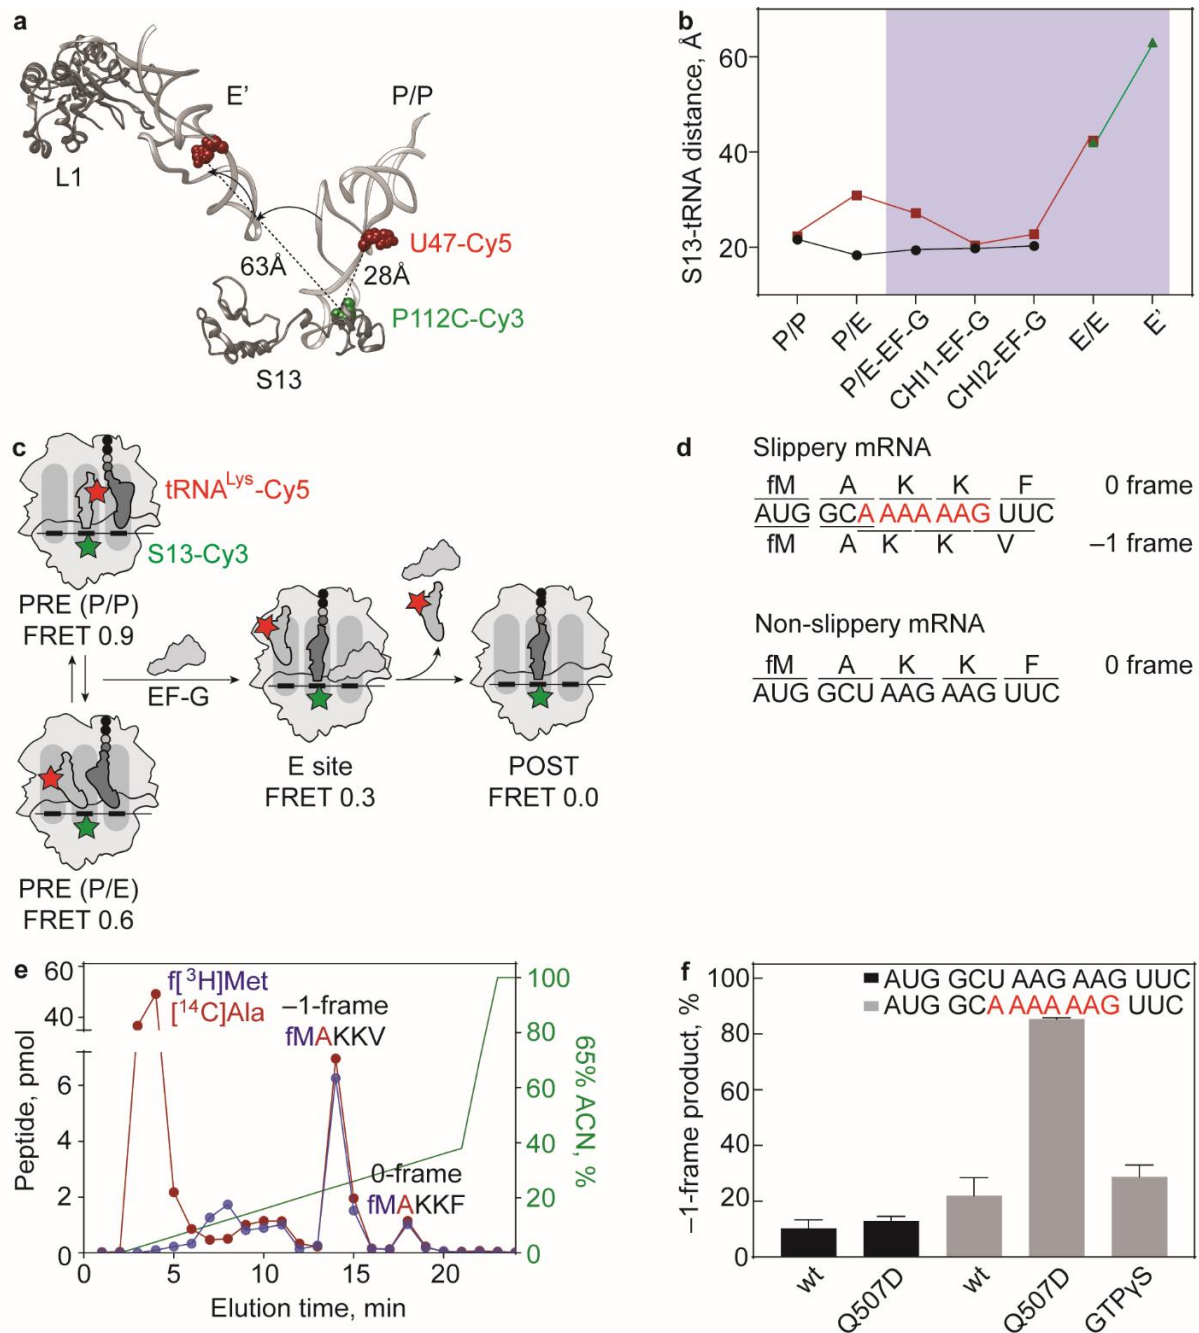 a
E’
P/P
L1
U47-Cy5
63Å
28Å
P112C-Cy3
S13
b
S13-tRNA distance, Å
60
40
20
P/P
P/E
P/E-EF-G
CHI1-EF-G
CHI2-EF-G
E/E
E’
c
tRNA^Lys-Cy5
S13-Cy3
PRE (P/P)
FRET 0.9
EF-G
E site
FRET 0.3
POST
FRET 0.0
PRE (P/E)
FRET 0.6
d
Slippery mRNA
fM A K K F 0 frame
AUG GCA AAA AAG UUC
fM A K K V –1 frame
Non-slippery mRNA
fM A K K F 0 frame
AUG GCU AAG AAG UUC
e
Peptide, pmol
60
40
6
4
2
0
f[³H]Met
[¹⁴C]Ala
–1-frame
fMAKKV
0-frame
fMAKKF
100
80
60
40
20
0
65% ACN, %
0 5 10 15 20
Elution time, min
f
–1-frame product, %
100
80
60
40
20
0
AUG GCU AAG AAG UUC
AUG GCA AAA AAG UUC
wt
Q507D
wt
Q507D
GTPγS